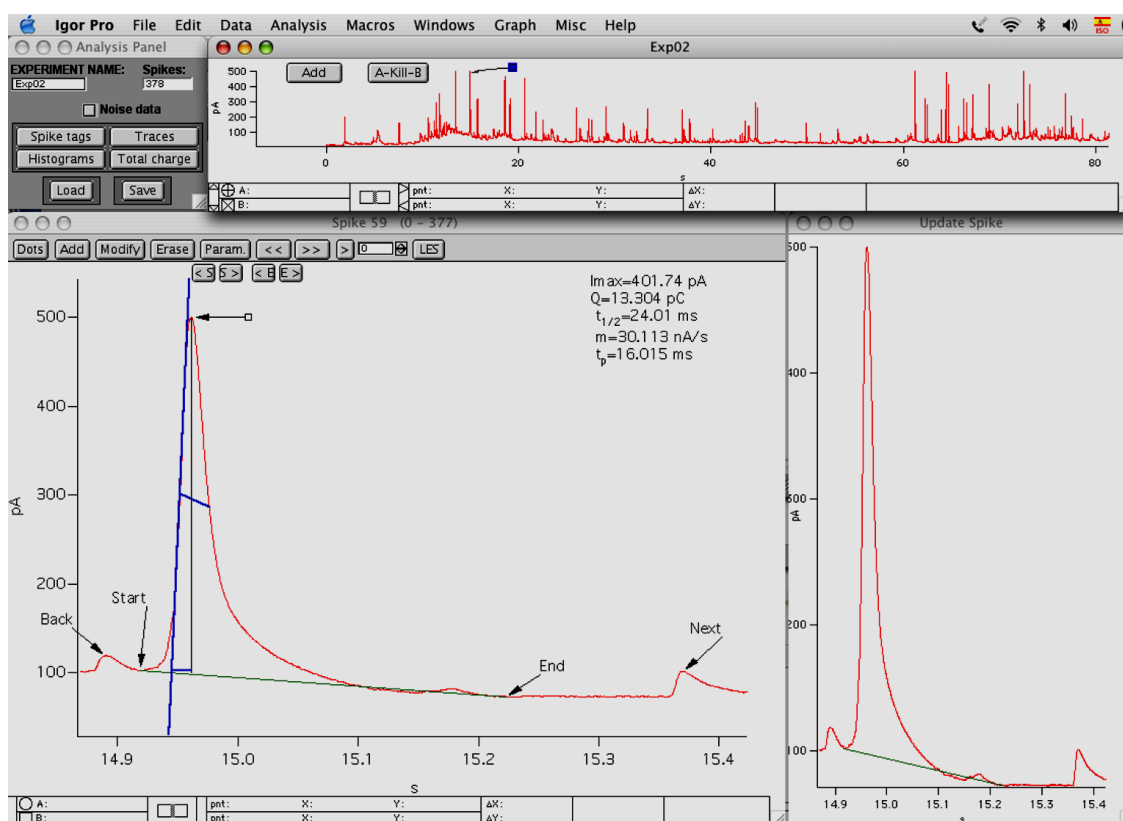 Igor Pro File Edit Data Analysis Macros Windows Graph Misc Help
ISO
Analysis Panel
EXPERIMENT NAME: Spikes:
Exp02 378
Noise data
Spike tags Traces
Histograms Total charge
Load Save
Exp02
Add A-Kill-B
pA
500
400
300
200
100
0 20 40 60 80
s
A: pnt: X: Y: ΔX:
B: pnt: X: Y: ΔY:
Spike 59 (0 - 377)
Dots Add Modify Erase Param. << >> > 0 LES
< S S > < E E >
Imax=401.74 pA
Q=13.304 pC
t1/2=24.01 ms
m=30.113 nA/s
tp=16.015 ms
pA
500
400
300
200
100
Back
Start
End
Next
14.9 15.0 15.1 15.2 15.3 15.4
s
A: pnt: X: Y: ΔX:
B: pnt: X: Y: ΔY:
Update Spike
pA
400
14.9 15.0 15.1 15.2 15.3 15.4